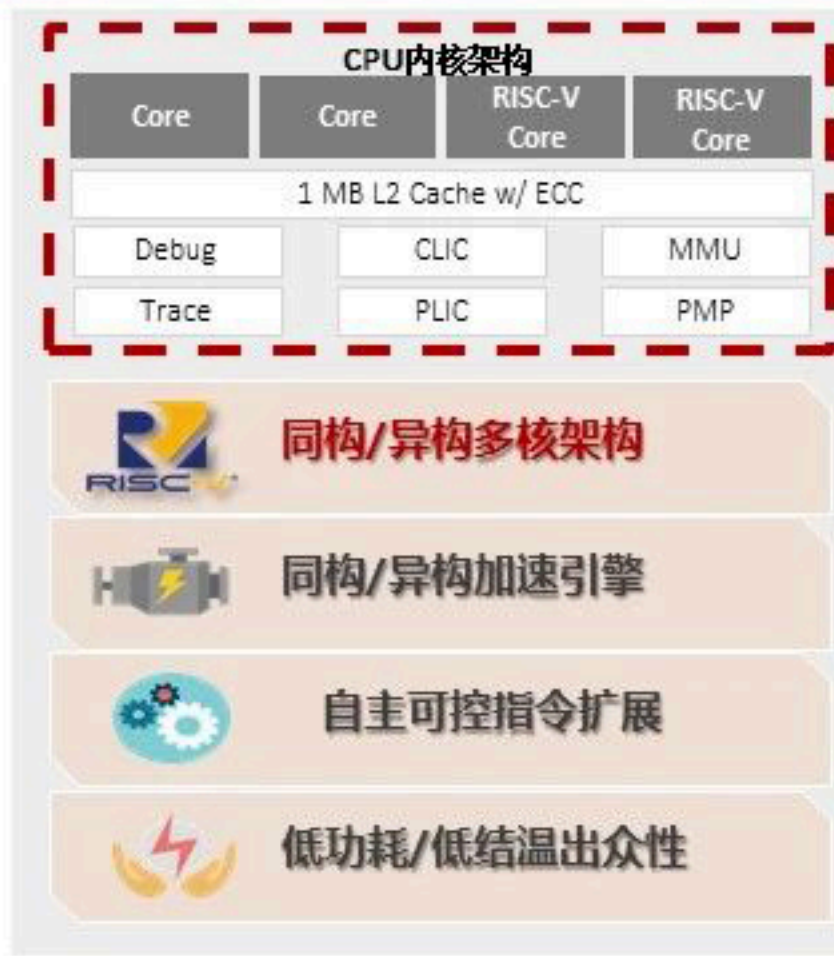 CPU内核架构
Core
Core
RISC-V
Core
RISC-V
Core
1 MB L2 Cache w/ ECC
Debug
CLIC
MMU
Trace
PLIC
PMP
RISC
同构/异构多核架构
同构/异构加速引擎
自主可控指令扩展
低功耗/低结温出众性